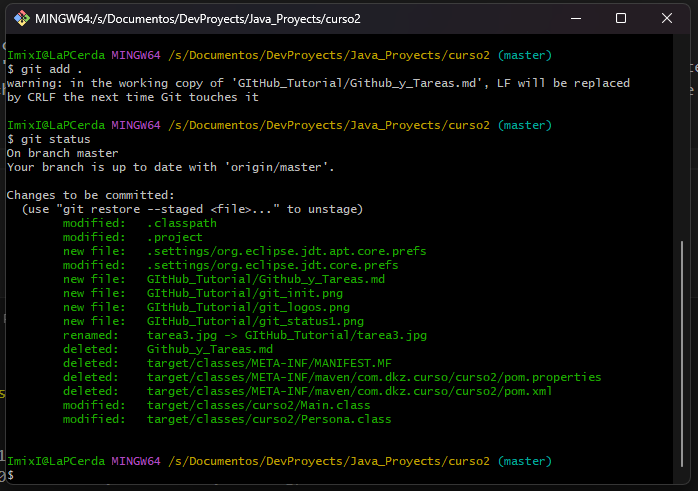 MINGW64:/s/Documentos/DevProyects/Java_Proyects/curso2
ImixI@LaPCerda MINGW64 /s/Documentos/DevProyects/Java_Proyects/curso2 (master)
$ git add .
warning: in the working copy of 'GItHub_Tutorial/Github_y_Tareas.md', LF will be replaced
by CRLF the next time Git touches it
ImixI@LaPCerda MINGW64 /s/Documentos/DevProyects/Java_Proyects/curso2 (master)
$ git status
On branch master
Your branch is up to date with 'origin/master'.
Changes to be committed:
(use "git restore --staged <file>..." to unstage)
modified: .classpath
modified: .project
new file: .settings/org.eclipse.jdt.apt.core.prefs
modified: .settings/org.eclipse.jdt.core.prefs
new file: GItHub_Tutorial/Github_y_Tareas.md
new file: GItHub_Tutorial/git_init.png
new file: GItHub_Tutorial/git_logos.png
new file: GItHub_Tutorial/git_status1.png
renamed: tarea3.jpg -> GItHub_Tutorial/tarea3.jpg
deleted: Github_y_Tareas.md
deleted: target/classes/META-INF/MANIFEST.MF
deleted: target/classes/META-INF/maven/com.dkz.curso/curso2/pom.properties
deleted: target/classes/META-INF/maven/com.dkz.curso/curso2/pom.xml
modified: target/classes/curso2/Main.class
modified: target/classes/curso2/Persona.class
ImixI@LaPCerda MINGW64 /s/Documentos/DevProyects/Java_Proyects/curso2 (master)
$